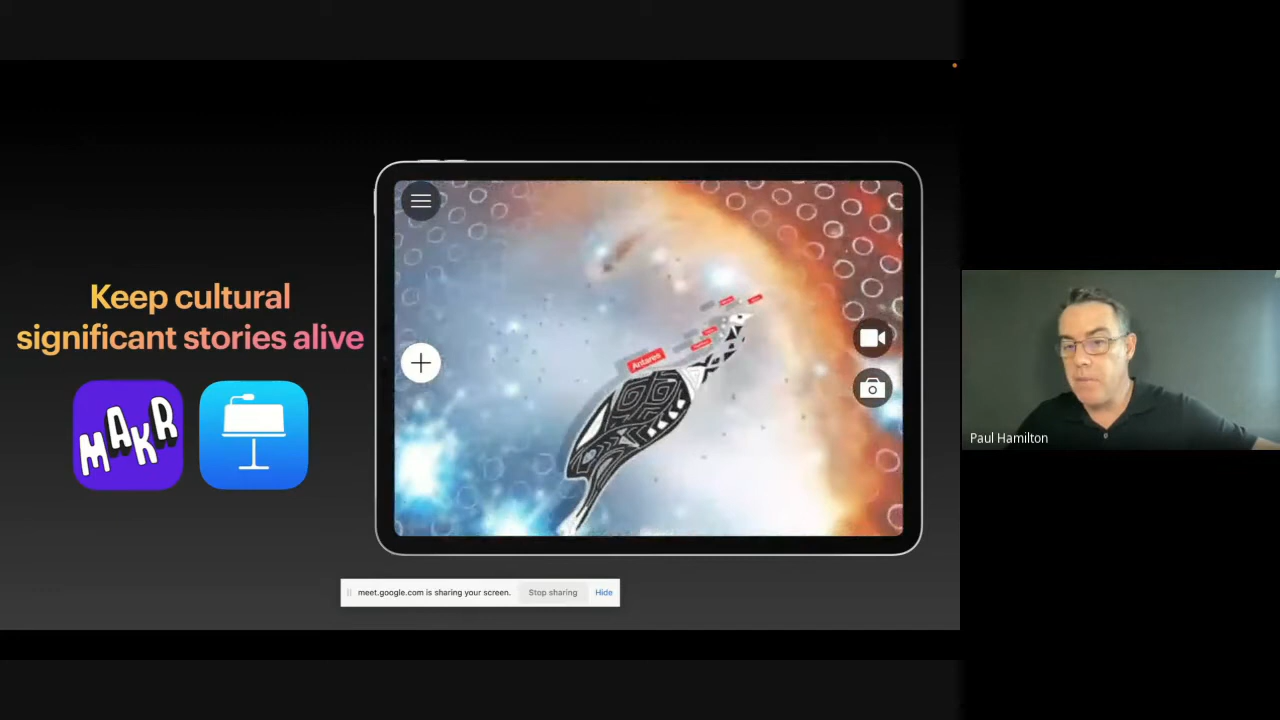 Keep cultural
significant stories alive
MAKR
Antares
meet.google.com is sharing your screen.
Stop sharing
Hide
Paul Hamilton